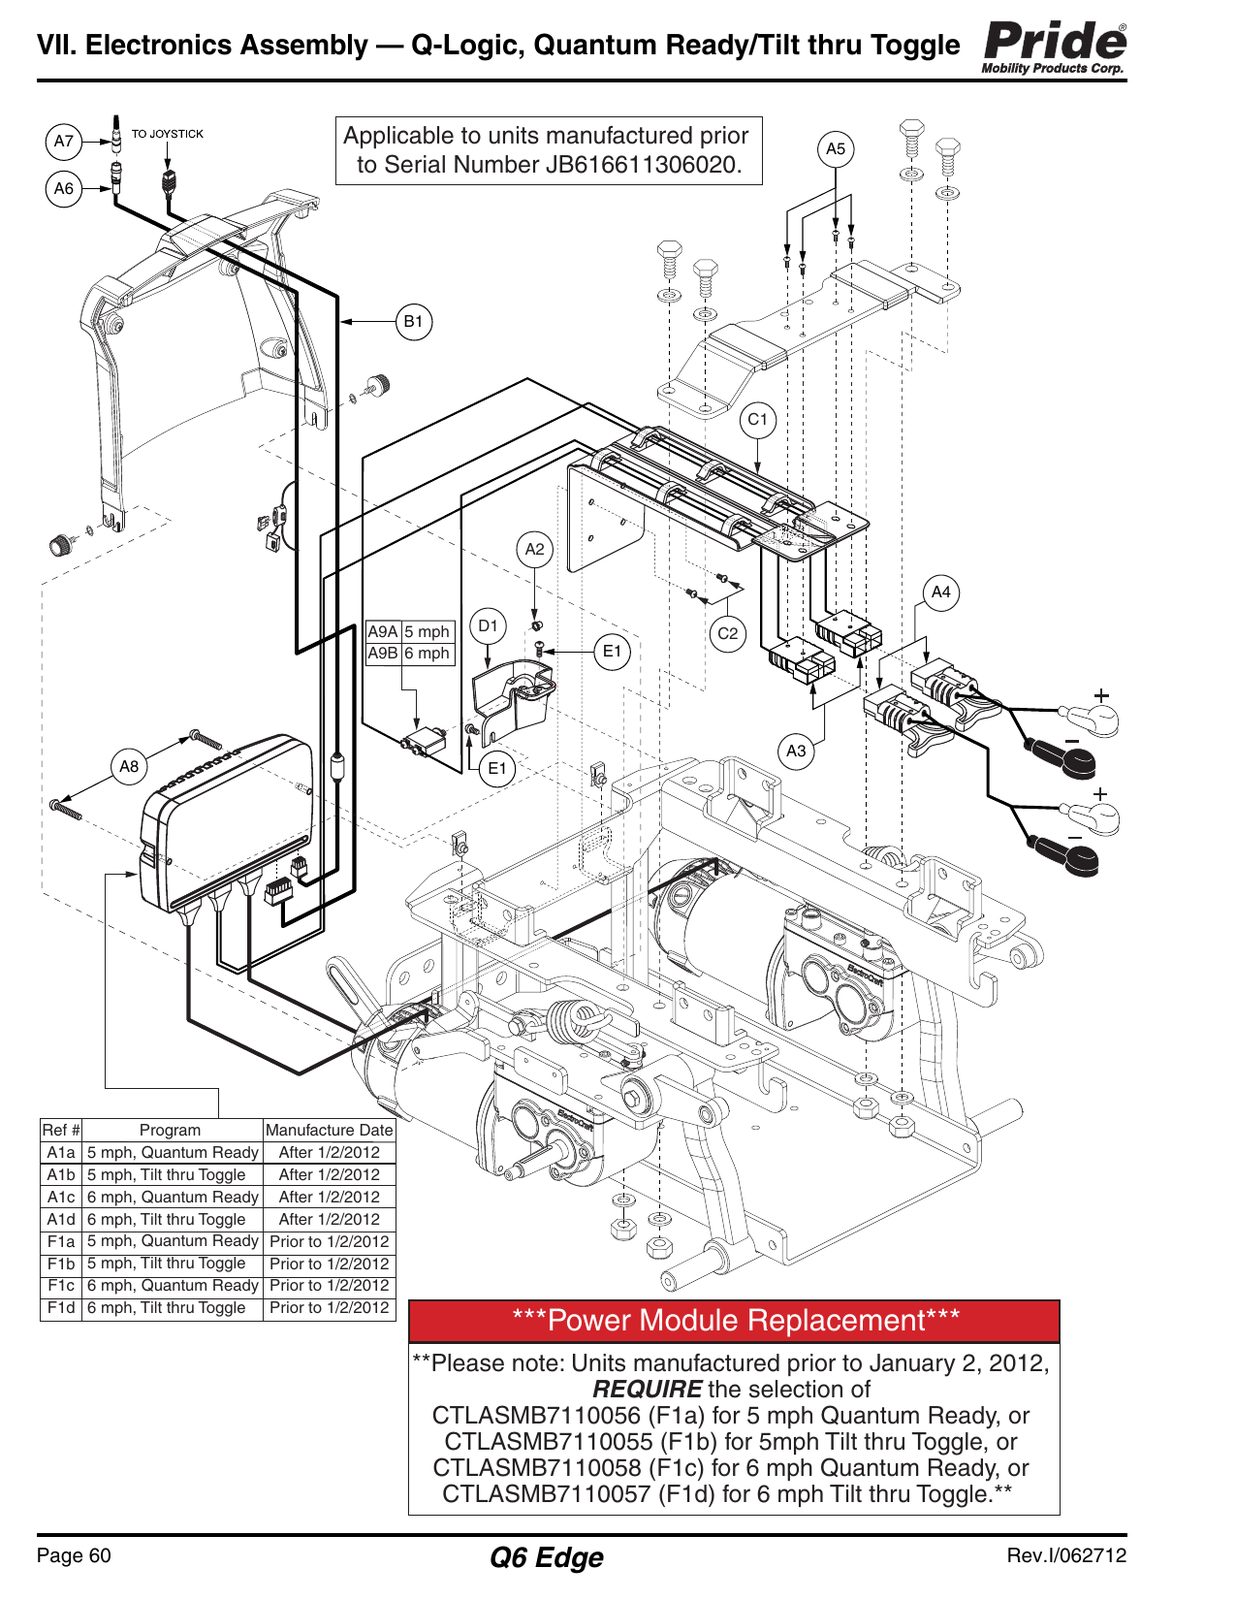 VII. Electronics Assembly — Q-Logic, Quantum Ready/Tilt thru Toggle
Pride®
Mobility Products Corp.
Applicable to units manufactured prior
to Serial Number JB616611306020.
A7
TO JOYSTICK
A6
A5
B1
C1
A2
A9A 5 mph
A9B 6 mph
D1
E1
C2
A4
A3
E1
A8
+
−
+
−
ElectroCraft
ElectroCraft
Ref # Program Manufacture Date
A1a 5 mph, Quantum Ready After 1/2/2012
A1b 5 mph, Tilt thru Toggle After 1/2/2012
A1c 6 mph, Quantum Ready After 1/2/2012
A1d 6 mph, Tilt thru Toggle After 1/2/2012
F1a 5 mph, Quantum Ready Prior to 1/2/2012
F1b 5 mph, Tilt thru Toggle Prior to 1/2/2012
F1c 6 mph, Quantum Ready Prior to 1/2/2012
F1d 6 mph, Tilt thru Toggle Prior to 1/2/2012
***Power Module Replacement***
**Please note: Units manufactured prior to January 2, 2012,
REQUIRE the selection of
CTLASMB7110056 (F1a) for 5 mph Quantum Ready, or
CTLASMB7110055 (F1b) for 5mph Tilt thru Toggle, or
CTLASMB7110058 (F1c) for 6 mph Quantum Ready, or
CTLASMB7110057 (F1d) for 6 mph Tilt thru Toggle.**
Page 60
Q6 Edge
Rev.I/062712